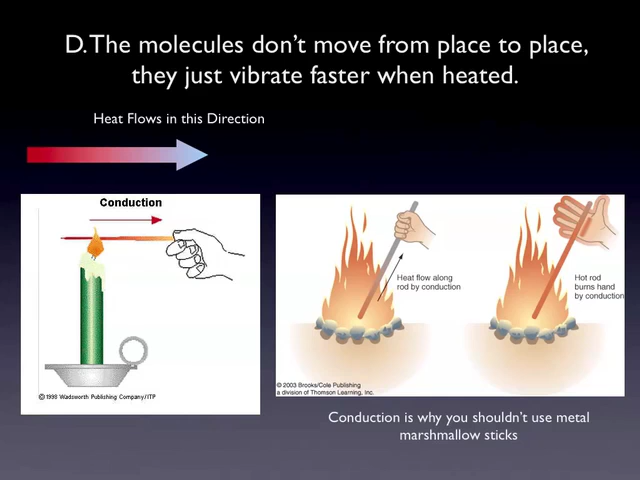 D. The molecules don't move from place to place,
they just vibrate faster when heated.
Heat Flows in this Direction
Conduction
Heat flow along
rod by conduction
Hot rod
burns hand
by conduction
© 2003 Brooks/Cole Publishing
a division of Thomson Learning, Inc.
© 1998 Wadsworth Publishing Company/ITP
Conduction is why you shouldn't use metal
marshmallow sticks